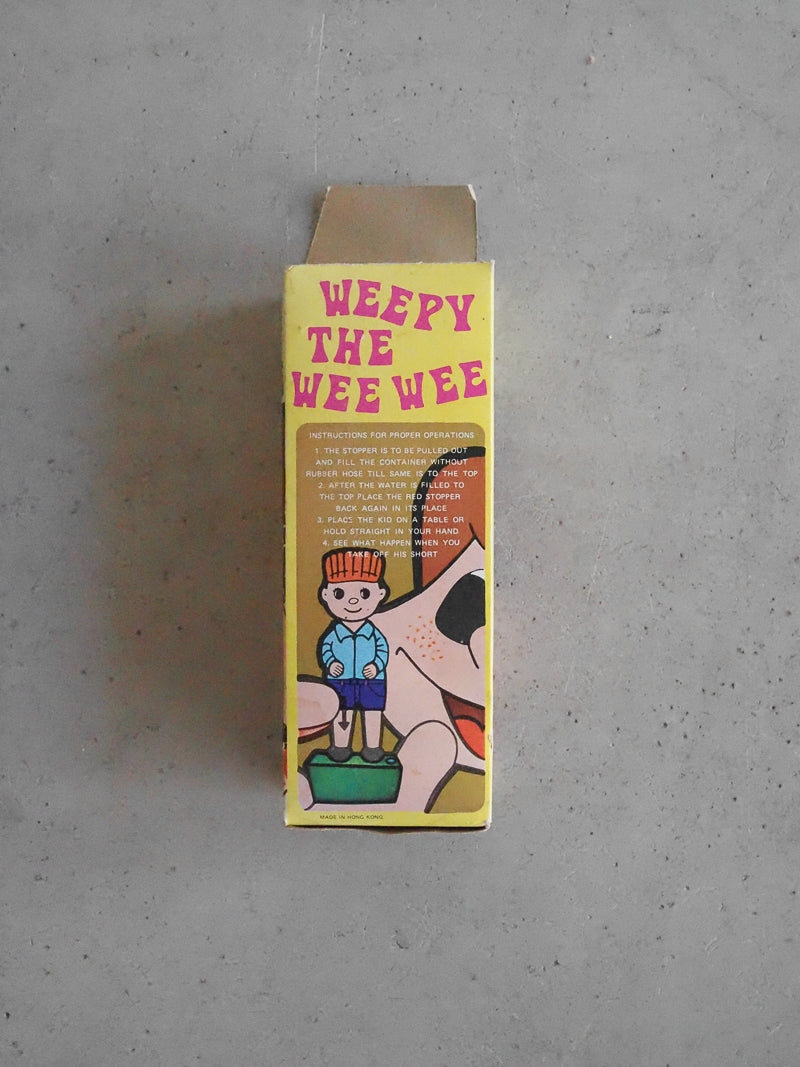 WEEPY
THE
WEE WEE
INSTRUCTIONS FOR PROPER OPERATIONS
1. THE STOPPER IS TO BE PULLED OUT
AND FILL THE CONTAINER WITHOUT
RUBBER HOSE TILL SAME IS TO THE TOP
2. AFTER THE WATER IS FILLED TO
THE TOP PLACE THE RED STOPPER
BACK AGAIN IN ITS PLACE
3. PLACE THE KID ON A TABLE OR
HOLD STRAIGHT IN YOUR HAND
4. SEE WHAT HAPPEN WHEN YOU
TAKE OFF HIS SHORT
MADE IN HONG KONG